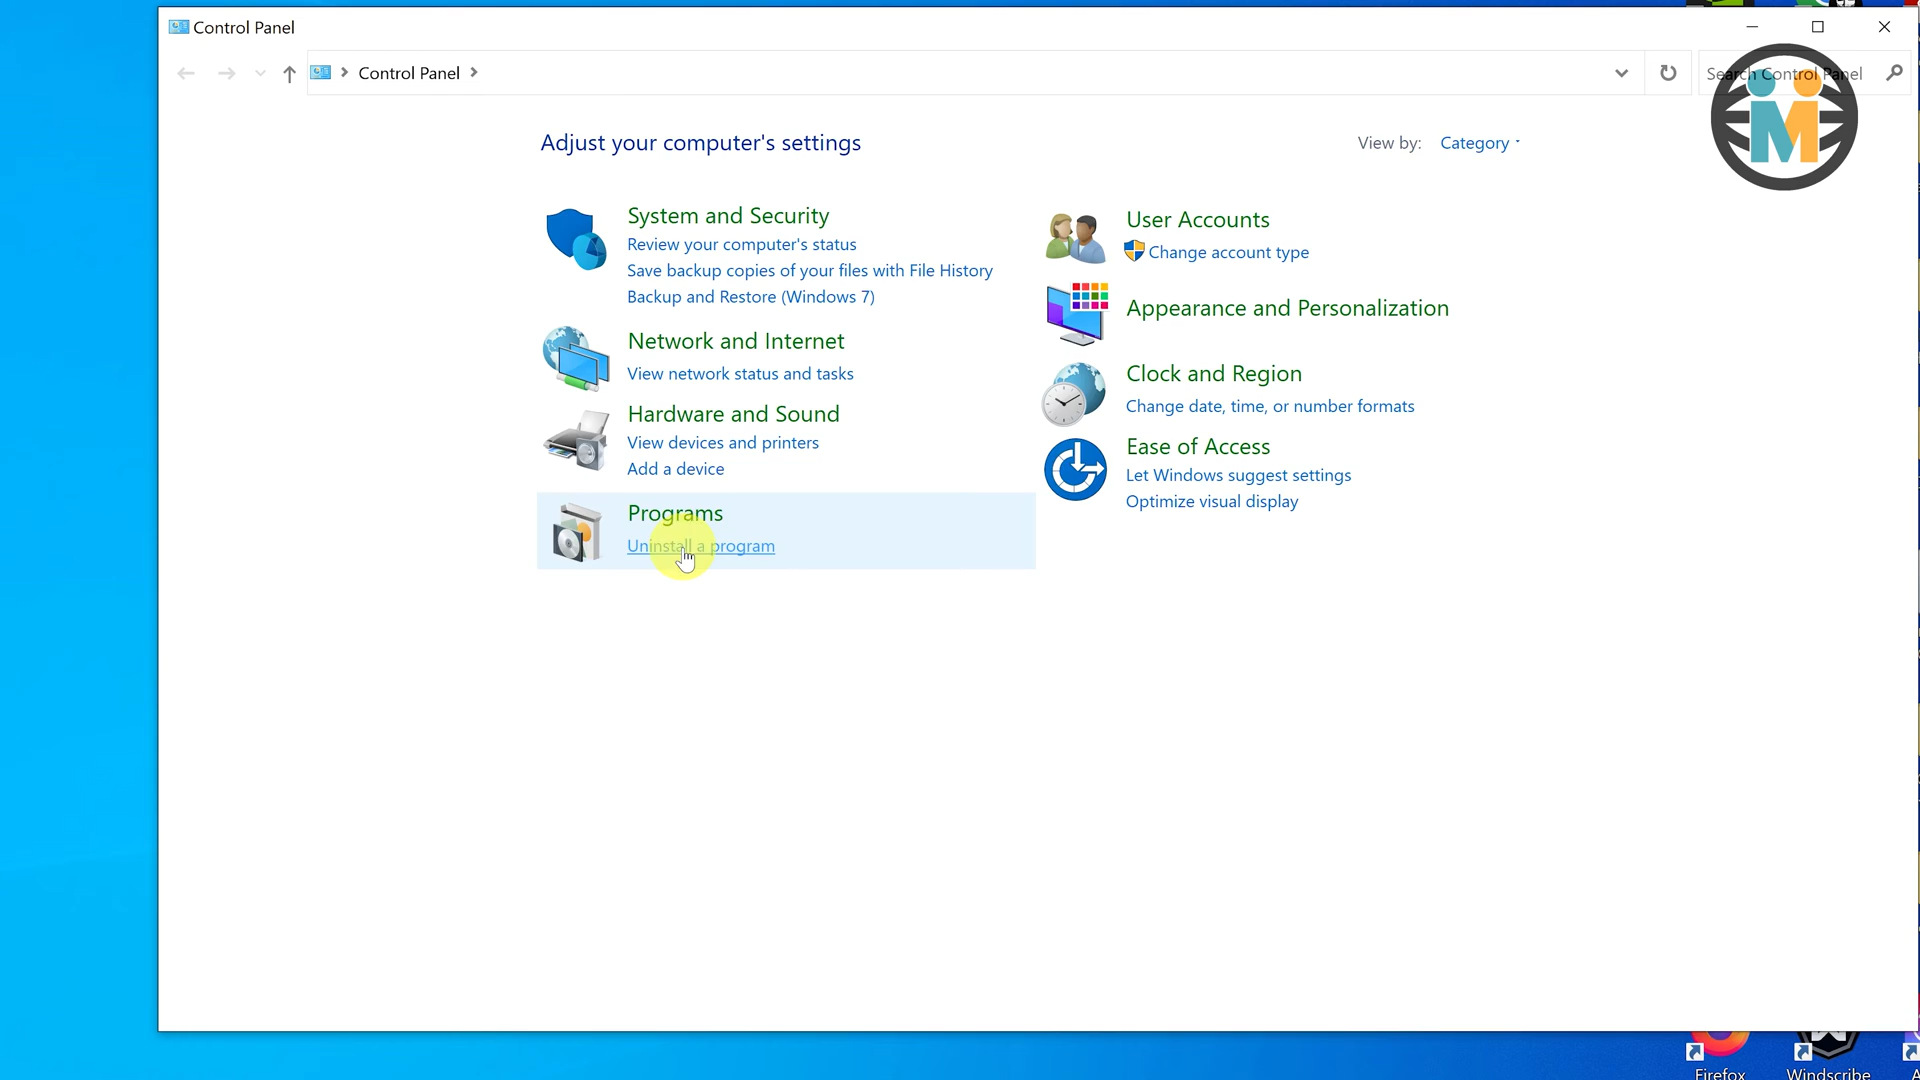 Control Panel
Control Panel
Search Control Panel
M
Adjust your computer's settings
View by: Category
System and Security
Review your computer's status
Save backup copies of your files with File History
Backup and Restore (Windows 7)
Network and Internet
View network status and tasks
Hardware and Sound
View devices and printers
Add a device
Programs
Uninstall a program
User Accounts
Change account type
Appearance and Personalization
Clock and Region
Change date, time, or number formats
Ease of Access
Let Windows suggest settings
Optimize visual display
Firefox
Windscribe